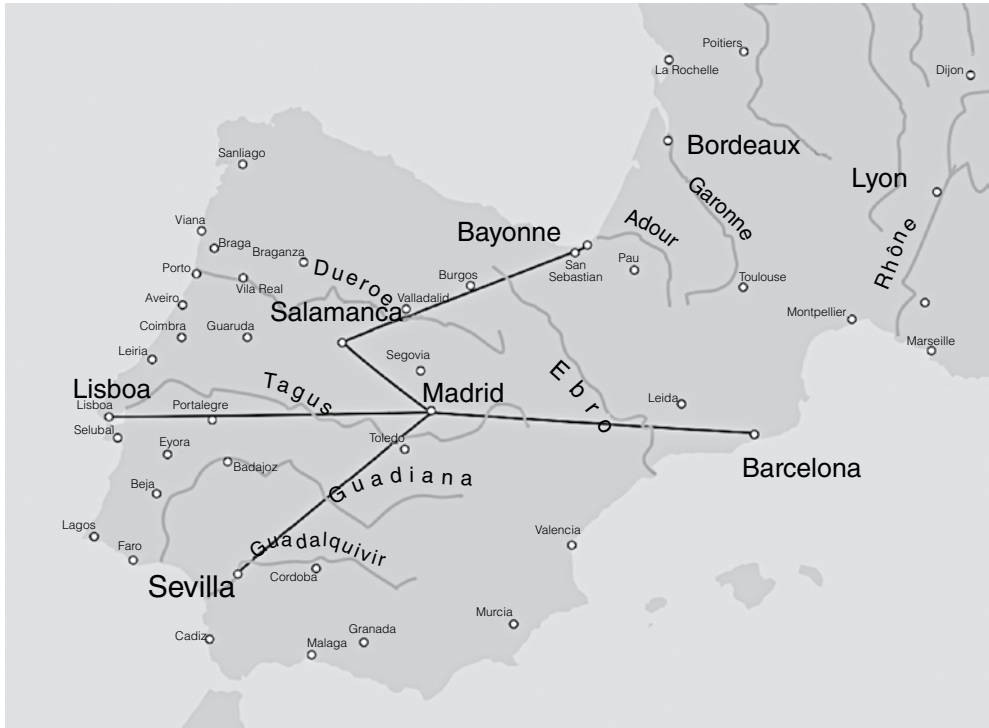 Poitiers
La Rochelle
Dijon
Bordeaux
Sanliago
Lyon
Garonne
Viana
Braga
Bayonne
Adour
Braganza
San
Sebastian
Pau
Rhône
Porto
Vila Real
Dueroe
Burgos
Toulouse
Aveiro
Valladalid
Salamanca
Montpellier
Coimbra
Guaruda
Marseille
Leiria
Segovia
Ebro
Lisboa
Tagus
Madrid
Lisboa
Portalegre
Leida
Selubal
Toledo
Eyora
Badajoz
Barcelona
Beja
Guadiana
Lagos
Valencia
Faro
Guadalquivir
Sevilla
Cordoba
Murcia
Cadiz
Granada
Malaga